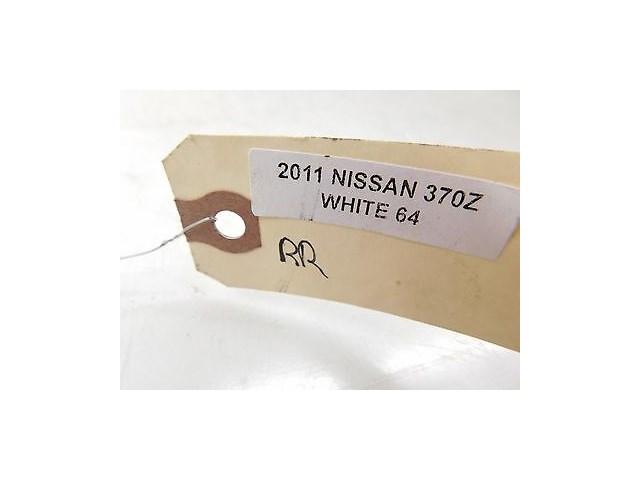 2011 NISSAN 370Z
WHITE 64
RR